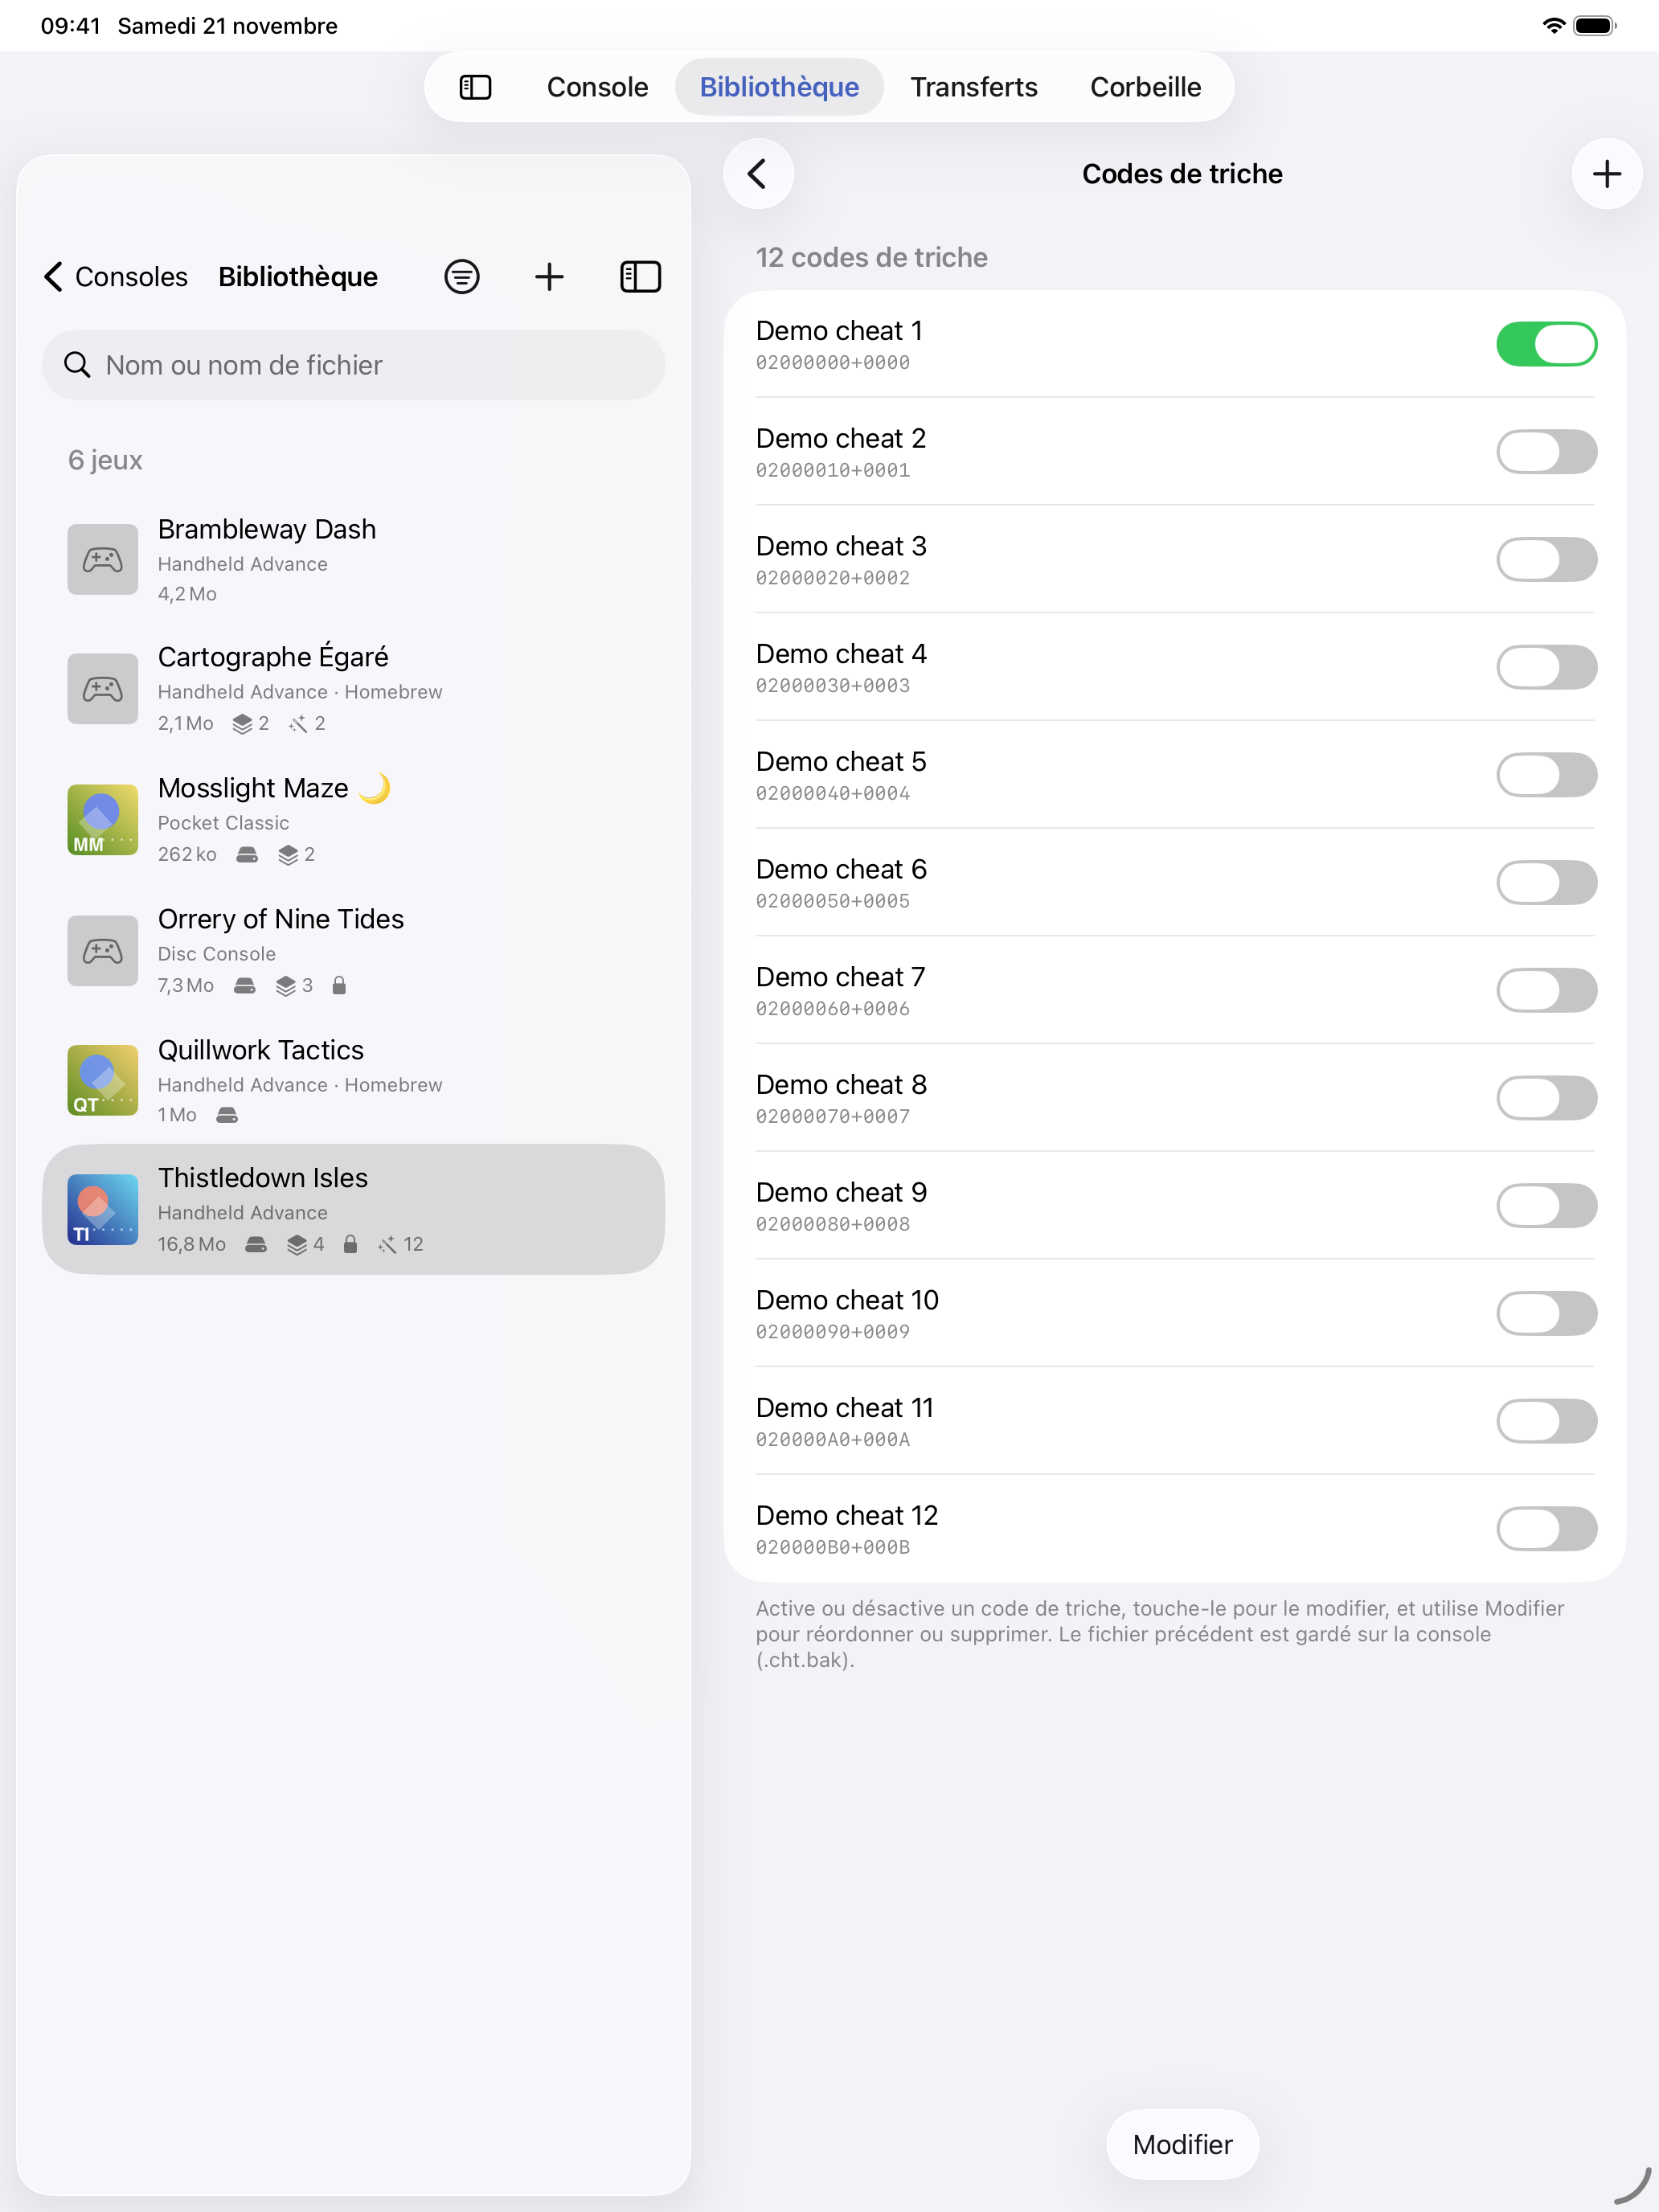 09:41 Samedi 21 novembre
Console Bibliothèque Transferts Corbeille
Consoles Bibliothèque
Nom ou nom de fichier
6 jeux
Brambleway Dash
Handheld Advance
4,2 Mo
Cartographe Égaré
Handheld Advance · Homebrew
2,1 Mo 2 2
Mosslight Maze 🌙
Pocket Classic
262 ko 2
MM
Orrery of Nine Tides
Disc Console
7,3 Mo 3
Quillwork Tactics
Handheld Advance · Homebrew
1 Mo
QT
Thistledown Isles
Handheld Advance
16,8 Mo 4 12
TI
Codes de triche
12 codes de triche
Demo cheat 1
02000000+0000
Demo cheat 2
02000010+0001
Demo cheat 3
02000020+0002
Demo cheat 4
02000030+0003
Demo cheat 5
02000040+0004
Demo cheat 6
02000050+0005
Demo cheat 7
02000060+0006
Demo cheat 8
02000070+0007
Demo cheat 9
02000080+0008
Demo cheat 10
02000090+0009
Demo cheat 11
020000A0+000A
Demo cheat 12
020000B0+000B
Active ou désactive un code de triche, touche-le pour le modifier, et utilise Modifier
pour réordonner ou supprimer. Le fichier précédent est gardé sur la console
(.cht.bak).
Modifier